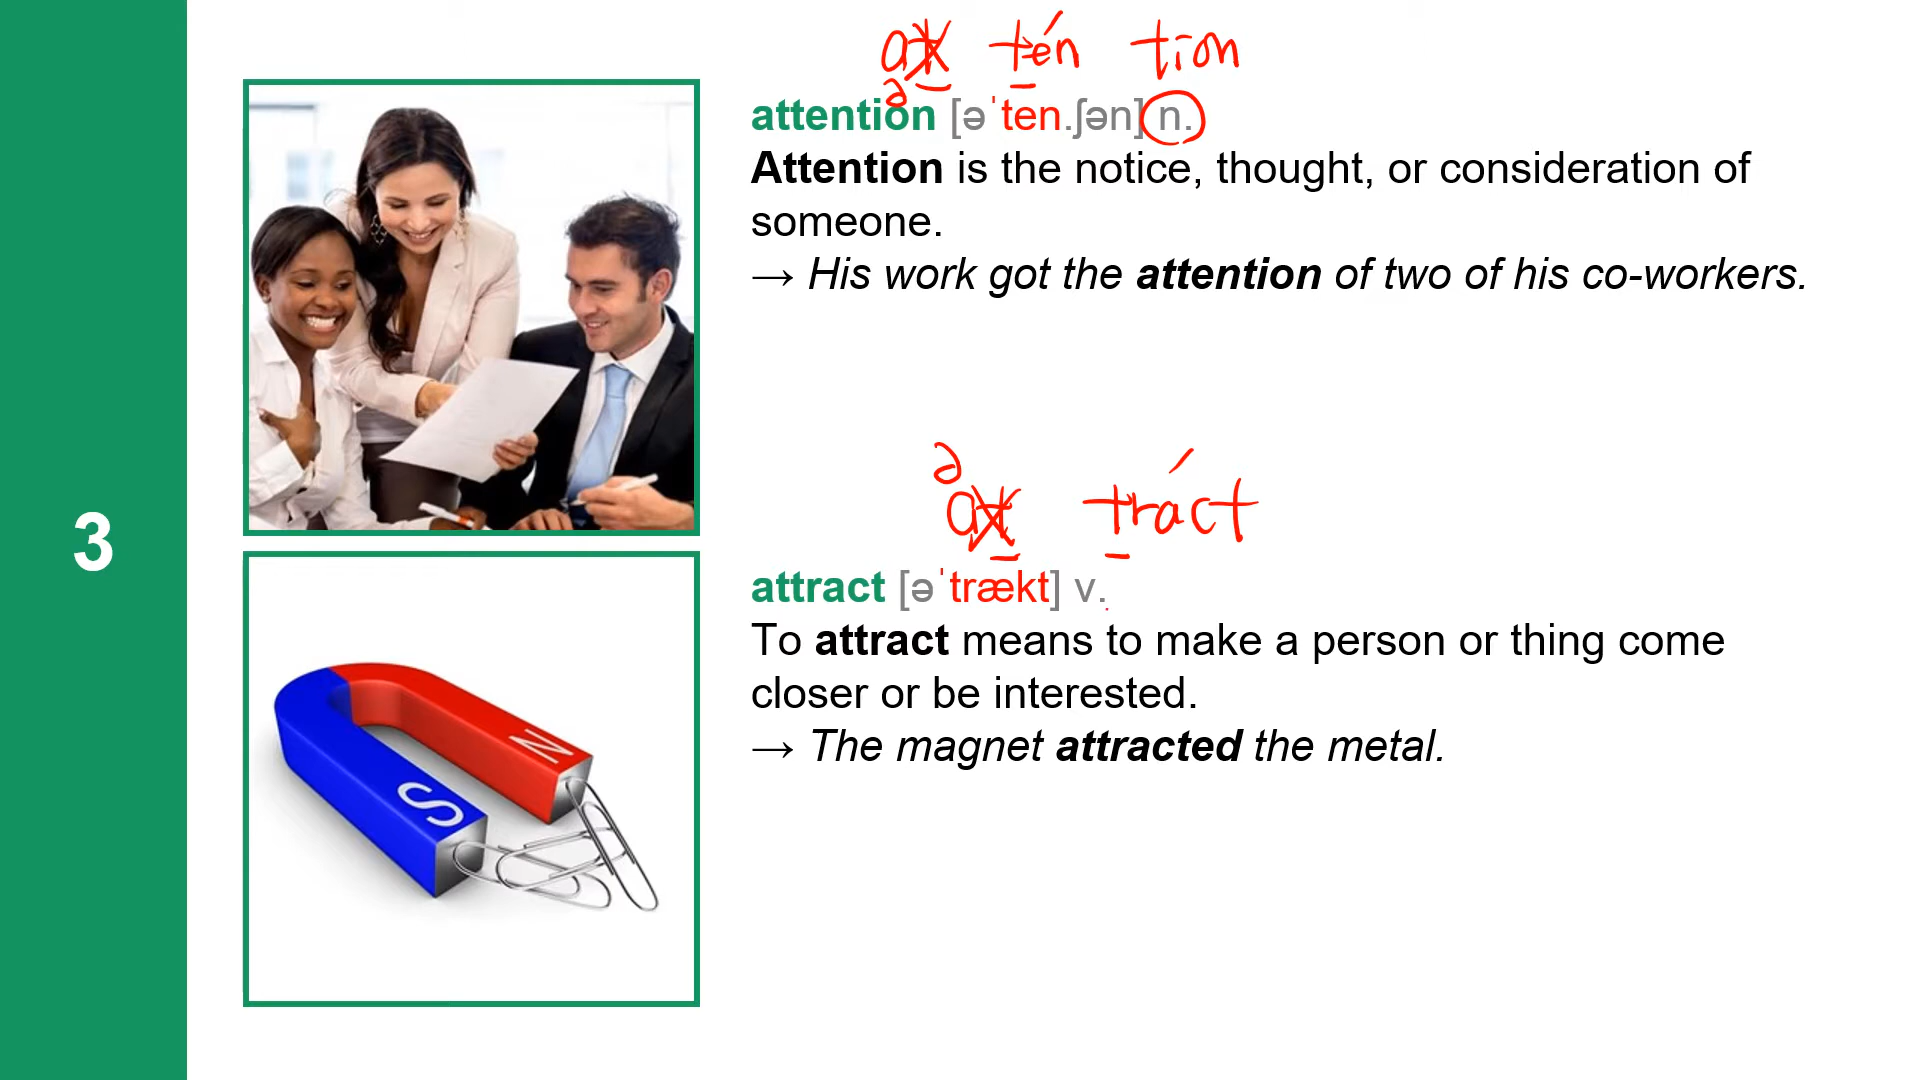 at tén tion
ə
attention [əˈten.ʃən] n.
Attention is the notice, thought, or consideration of
someone.
→ His work got the attention of two of his co-workers.
ə
at tráct
3
attract [əˈtrækt] v.
To attract means to make a person or thing come
closer or be interested.
→ The magnet attracted the metal.
N
S